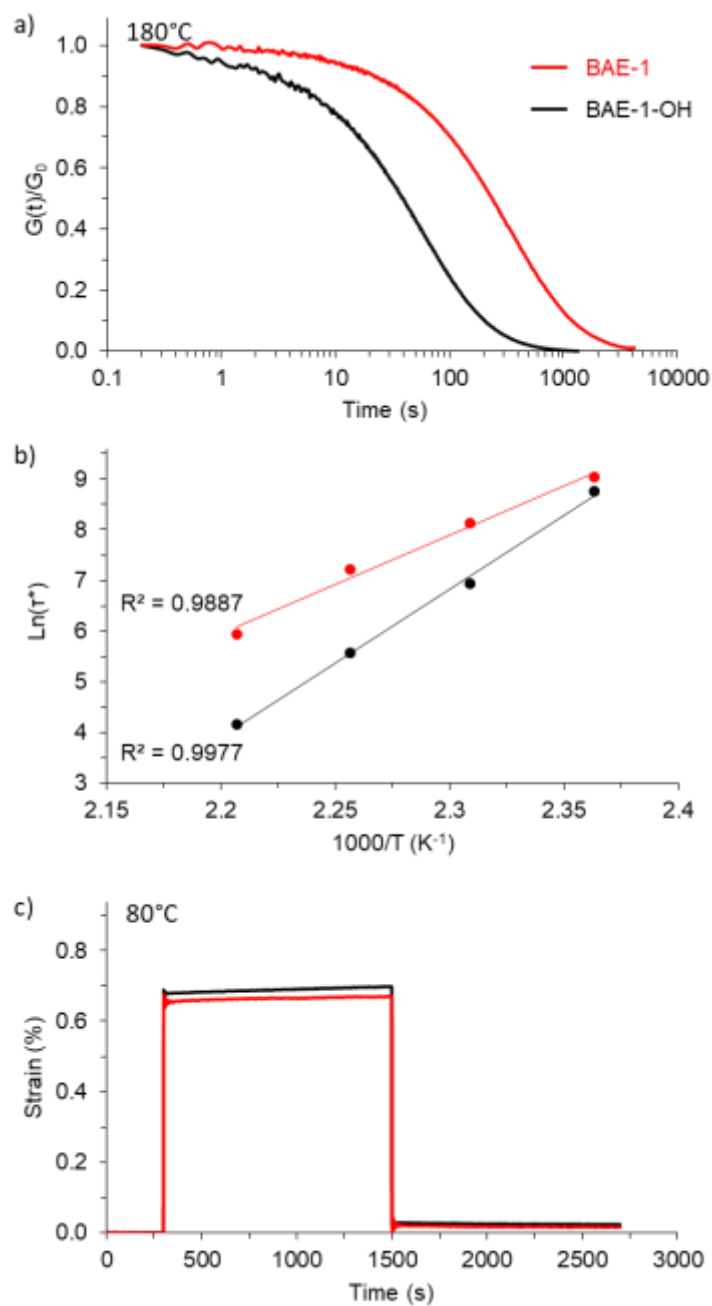 a)
180°C
1.0
0.8
0.6
0.4
0.2
0.0
G(t)/G₀
BAE-1
BAE-1-OH
0.1
1
10
100
1000
10000
Time (s)
b)
9
8
7
6
5
4
3
Ln(τ*)
R² = 0.9887
R² = 0.9977
2.15
2.2
2.25
2.3
2.35
2.4
1000/T (K⁻¹)
c)
80°C
0.8
0.6
0.4
0.2
0.0
Strain (%)
0
500
1000
1500
2000
2500
3000
Time (s)